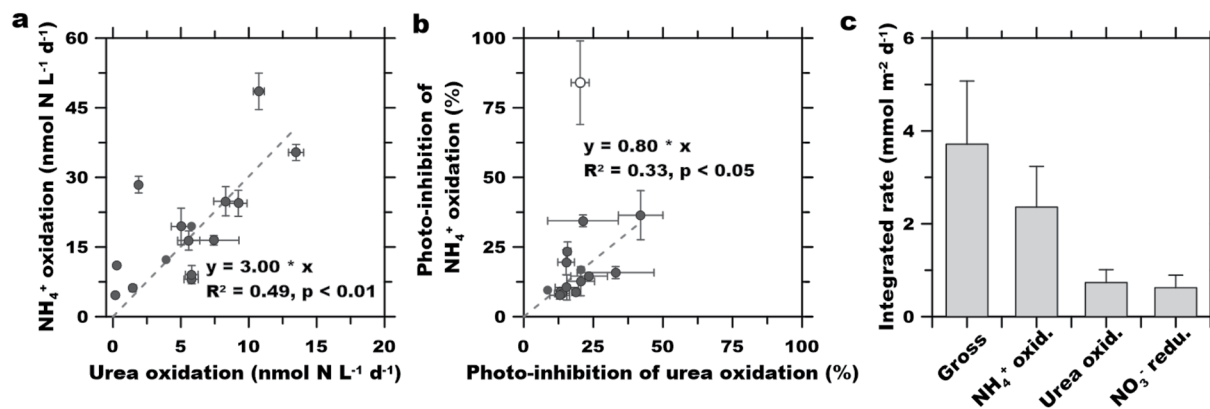 a
NH₄⁺ oxidation (nmol N L⁻¹ d⁻¹)
60
45
30
15
0
y = 3.00 * x
R² = 0.49, p < 0.01
0 5 10 15 20
Urea oxidation (nmol N L⁻¹ d⁻¹)
b
Photo-inhibition of
NH₄⁺ oxidation (%)
100
75
50
25
0
y = 0.80 * x
R² = 0.33, p < 0.05
0 25 50 75 100
Photo-inhibition of urea oxidation (%)
c
Integrated rate (mmol m⁻² d⁻¹)
6
4
2
0
Gross
NH₄⁺ oxid.
Urea oxid.
NO₃⁻ redu.